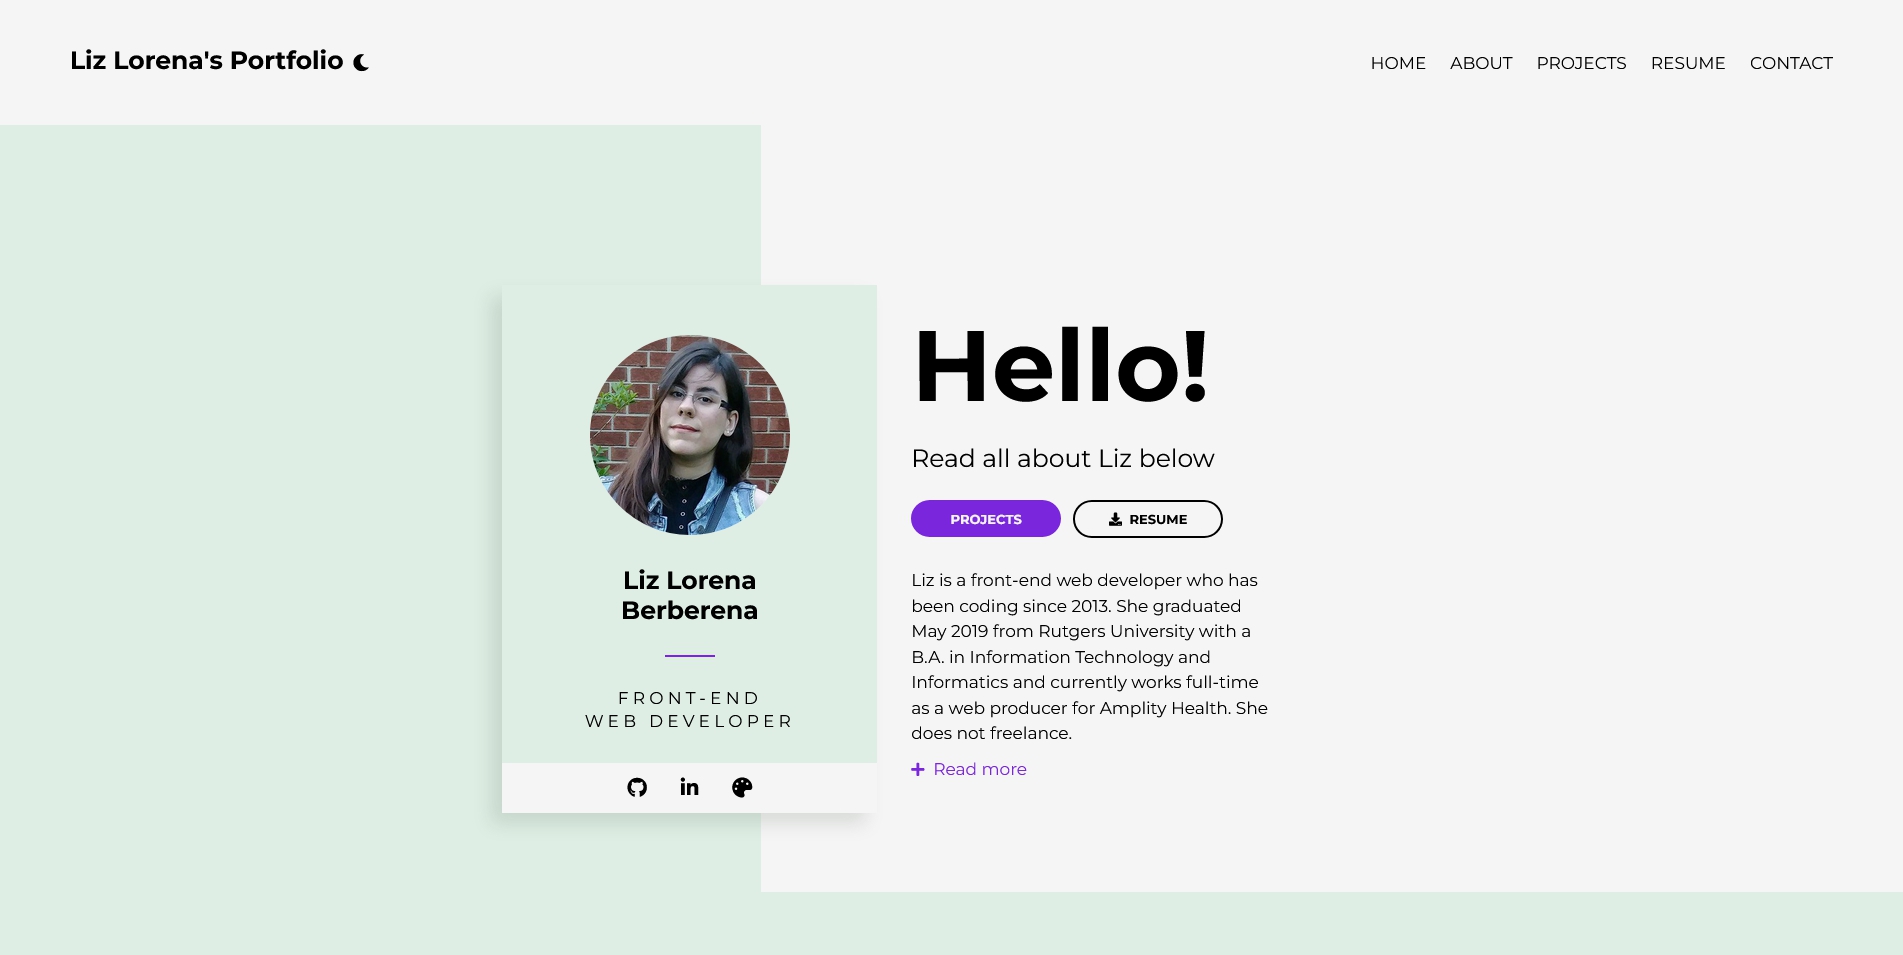 Liz Lorena's Portfolio
HOME ABOUT PROJECTS RESUME CONTACT
Liz Lorena
Berberena
FRONT-END
WEB DEVELOPER
in
Hello!
Read all about Liz below
PROJECTS RESUME
Liz is a front-end web developer who has
been coding since 2013. She graduated
May 2019 from Rutgers University with a
B.A. in Information Technology and
Informatics and currently works full-time
as a web producer for Amplity Health. She
does not freelance.
Read more